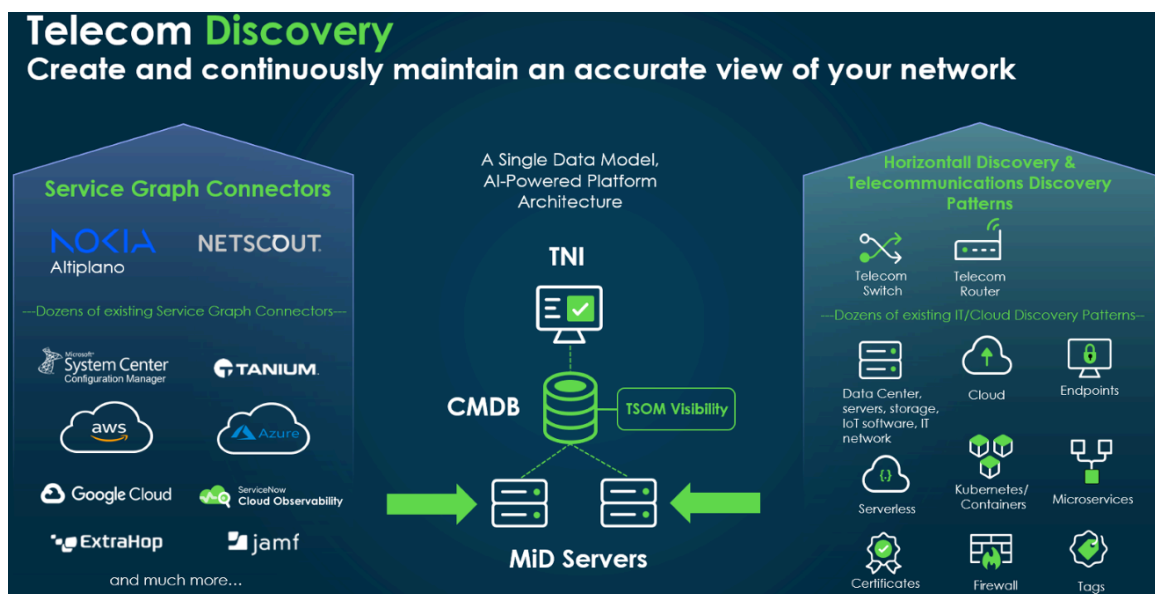 Telecom Discovery
Create and continuously maintain an accurate view of your network
Service Graph Connectors
NOKIA
Altiplano
NETSCOUT.
---Dozens of existing Service Graph Connectors---
Microsoft®
System Center
Configuration Manager
TANIUM.
aws
Azure
Google Cloud
ServiceNow
Cloud Observability
ExtraHop
jamf
and much more...
A Single Data Model,
AI-Powered Platform
Architecture
TNI
CMDB
TSOM Visibility
MiD Servers
Horizontall Discovery &
Telecommunications Discovery
Patterns
Telecom
Switch
Telecom
Router
---Dozens of existing IT/Cloud Discovery Patterns--
Data Center,
servers, storage,
IoT software, IT
network
Cloud
Endpoints
{.}
Serverless
Kubernetes/
Containers
Microservices
Certificates
Firewall
Tags